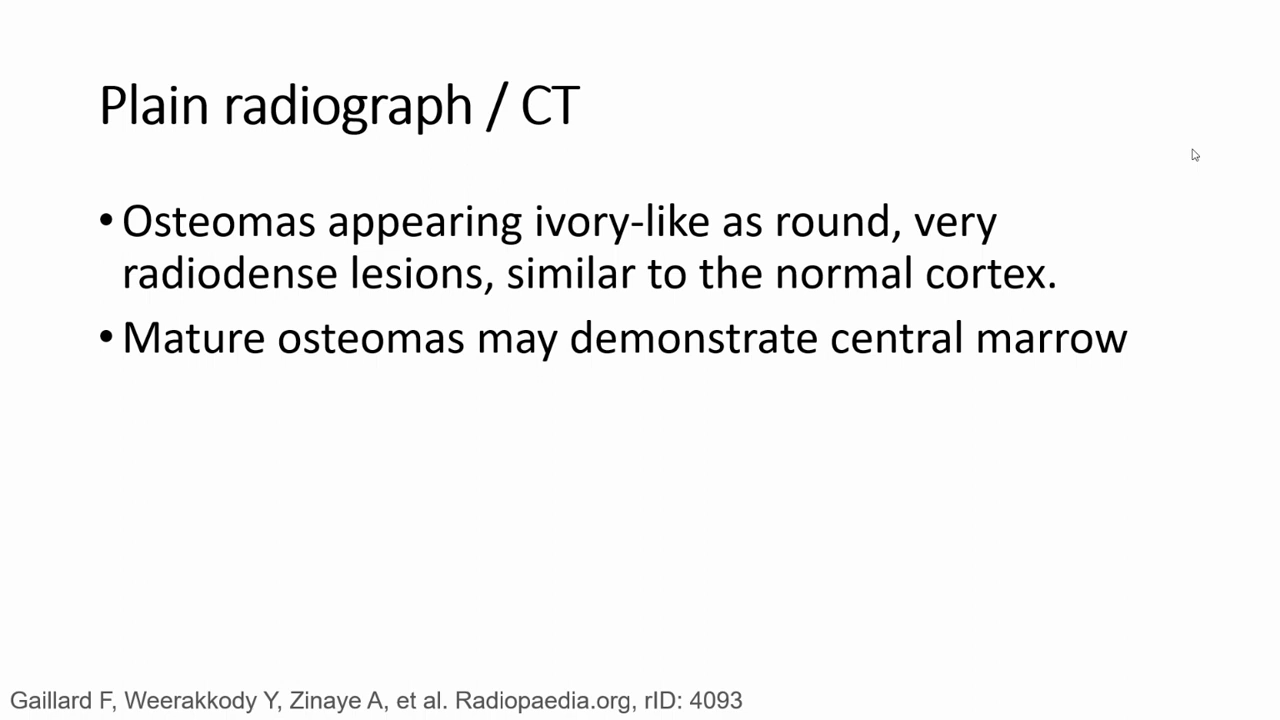 Plain radiograph / CT
• Osteomas appearing ivory-like as round, very
radiodense lesions, similar to the normal cortex.
• Mature osteomas may demonstrate central marrow
Gaillard F, Weerakkody Y, Zinaye A, et al. Radiopaedia.org, rID: 4093